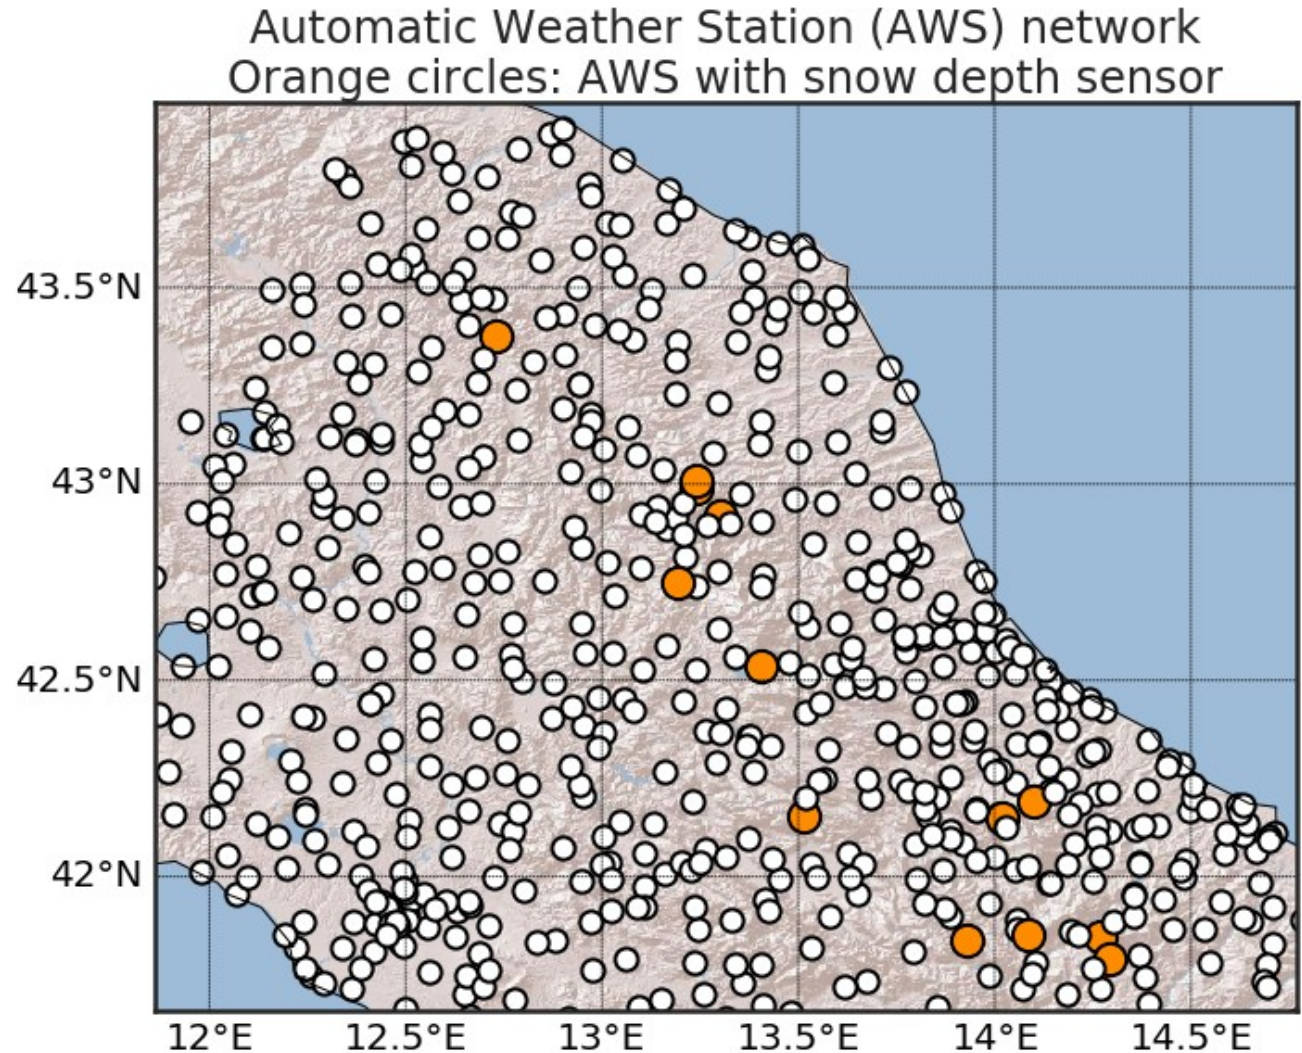 Automatic Weather Station (AWS) network
Orange circles: AWS with snow depth sensor
43.5°N
43°N
42.5°N
42°N
12°E 12.5°E 13°E 13.5°E 14°E 14.5°E